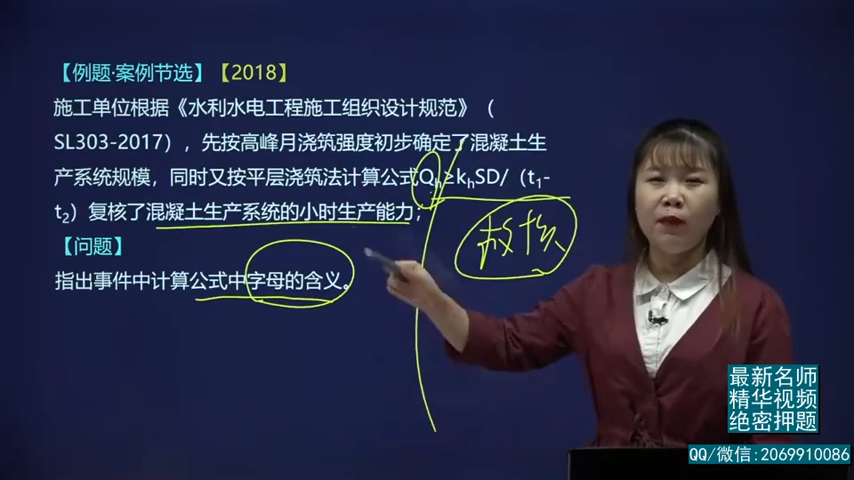 【例题·案例节选】【2018】
施工单位根据《水利水电工程施工组织设计规范》（
SL303-2017），先按高峰月浇筑强度初步确定了混凝土生
产系统规模，同时又按平层浇筑法计算公式Qh≥khSD/（t1-
t2）复核了混凝土生产系统的小时生产能力；
【问题】
指出事件中计算公式中字母的含义。
最新名师
精华视频
绝密押题
QQ/微信:2069910086